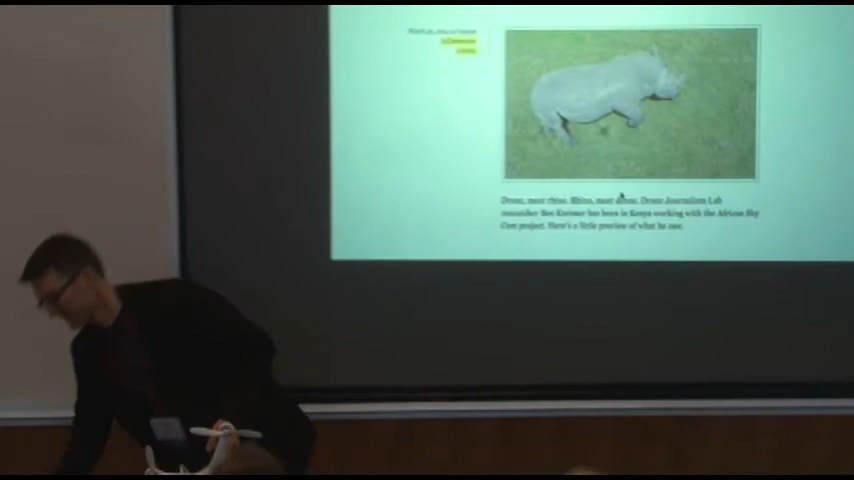 Drone, meet rhino. Rhino, meet drone. Drone Journalism Lab
researcher Ben Kreimer has been in Kenya working with the African Sky
Cam project. Here's a little preview of what he saw.